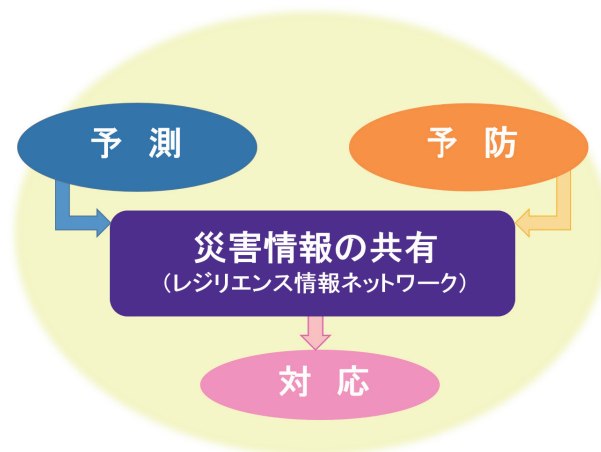 予 測
予 防
災害情報の共有
(レジリエンス情報ネットワーク)
対 応